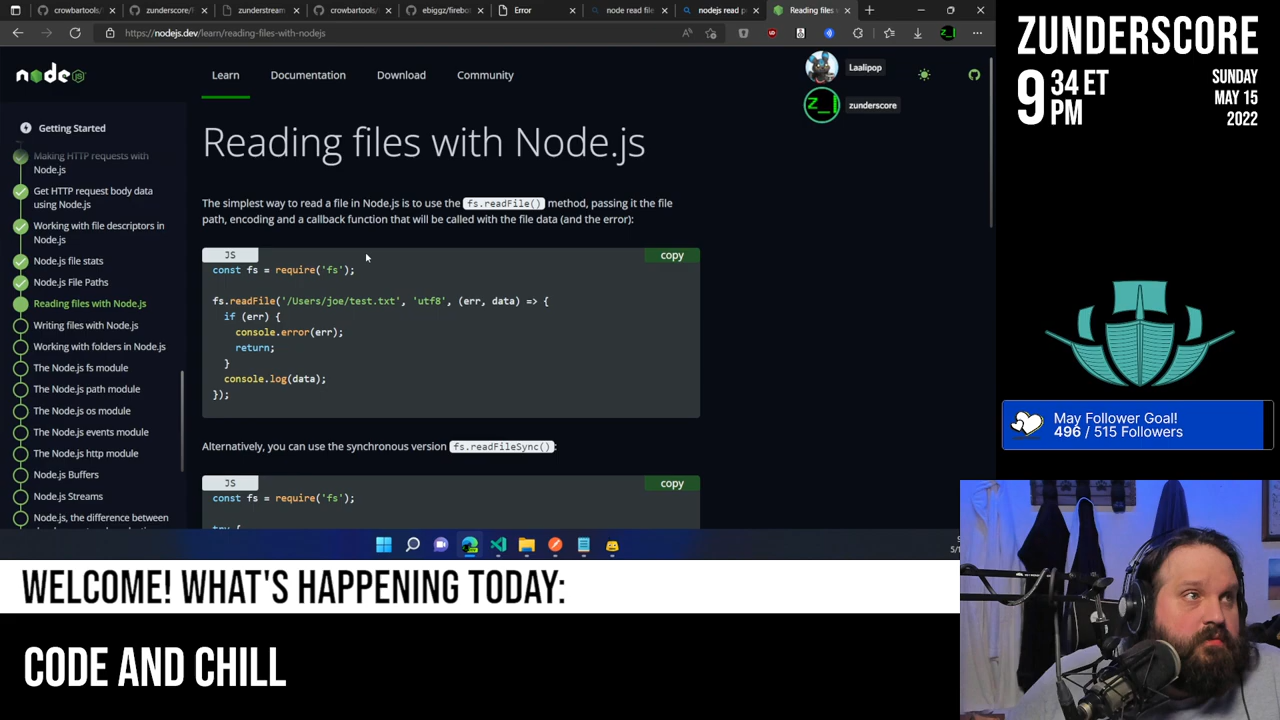 crowbartools/
zunderscore/f
zunderstream
crowbartools/
ebiggz/firebo
Error
node read file
nodejs read p
Reading files
https://nodejs.dev/learn/reading-files-with-nodejs
node JS
Learn
Documentation
Download
Community
Laalipop
zunderscore
Getting Started
Making HTTP requests with
Node.js
Get HTTP request body data
using Node.js
Working with file descriptors in
Node.js
Node.js file stats
Node.js File Paths
Reading files with Node.js
Writing files with Node.js
Working with folders in Node.js
The Node.js fs module
The Node.js path module
The Node.js os module
The Node.js events module
The Node.js http module
Node.js Buffers
Node.js Streams
Node.js, the difference between
Reading files with Node.js
The simplest way to read a file in Node.js is to use the fs.readFile() method, passing it the file
path, encoding and a callback function that will be called with the file data (and the error):
JS
copy
const fs = require('fs');
fs.readFile('/Users/joe/test.txt', 'utf8', (err, data) => {
if (err) {
console.error(err);
return;
}
console.log(data);
});
Alternatively, you can use the synchronous version fs.readFileSync():
JS
copy
const fs = require('fs');
try {
ZUNDERSCORE
9 34 ET
PM
SUNDAY
MAY 15
2022
May Follower Goal!
496 / 515 Followers
WELCOME! WHAT'S HAPPENING TODAY:
CODE AND CHILL